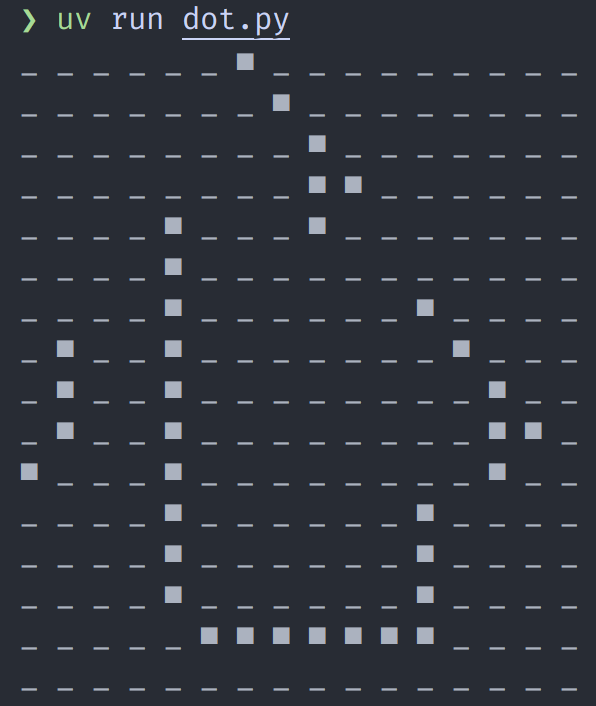 ❯ uv run dot.py
_ _ _ _ _ _ ■ _ _ _ _ _ _ _ _ _
_ _ _ _ _ _ _ ■ _ _ _ _ _ _ _ _
_ _ _ _ _ _ _ _ ■ _ _ _ _ _ _ _
_ _ _ _ _ _ _ _ ■ ■ _ _ _ _ _ _
_ _ _ _ ■ _ _ _ ■ _ _ _ _ _ _ _
_ _ _ _ ■ _ _ _ _ _ _ _ _ _ _ _
_ _ _ _ ■ _ _ _ _ _ _ ■ _ _ _ _
_ ■ _ _ ■ _ _ _ _ _ _ _ ■ _ _ _
_ ■ _ _ ■ _ _ _ _ _ _ _ _ ■ _ _
_ ■ _ _ ■ _ _ _ _ _ _ _ _ ■ ■ _
■ _ _ _ ■ _ _ _ _ _ _ _ _ ■ _ _
_ _ _ _ ■ _ _ _ _ _ _ ■ _ _ _ _
_ _ _ _ ■ _ _ _ _ _ _ ■ _ _ _ _
_ _ _ _ ■ _ _ _ _ _ _ ■ _ _ _ _
_ _ _ _ _ ■ ■ ■ ■ ■ ■ ■ _ _ _ _
_ _ _ _ _ _ _ _ _ _ _ _ _ _ _ _